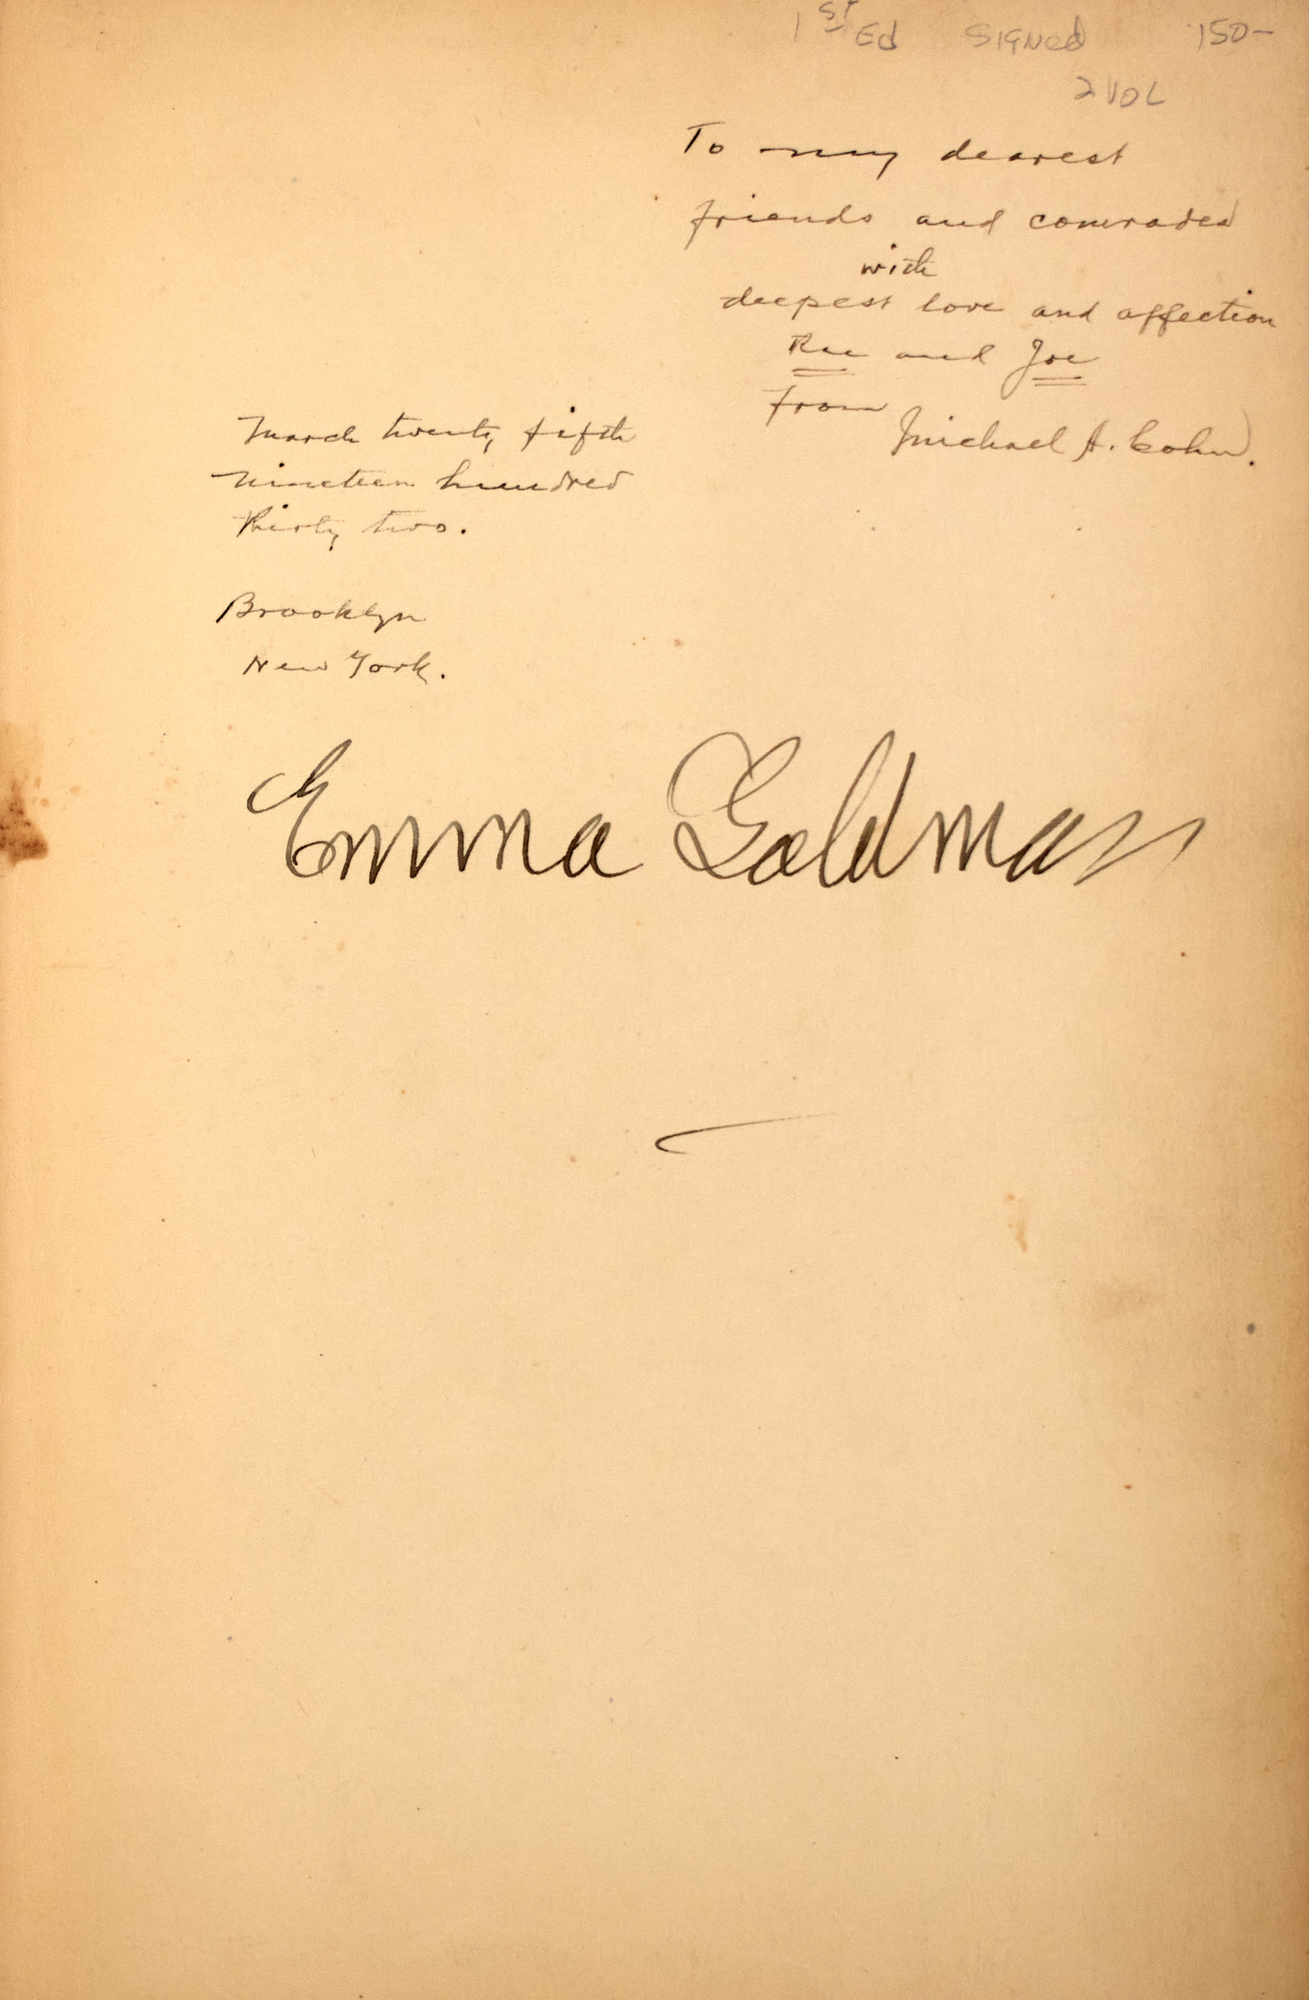 1st Ed Signed 150-
2 VOL
To my dearest
friends and comrades
with
deepest love and affection
Rae and Joe
from
Michael A. Cohn.
March twenty fifth
nineteen hundred
thirty two.
Brooklyn
New York.
Emma Goldman